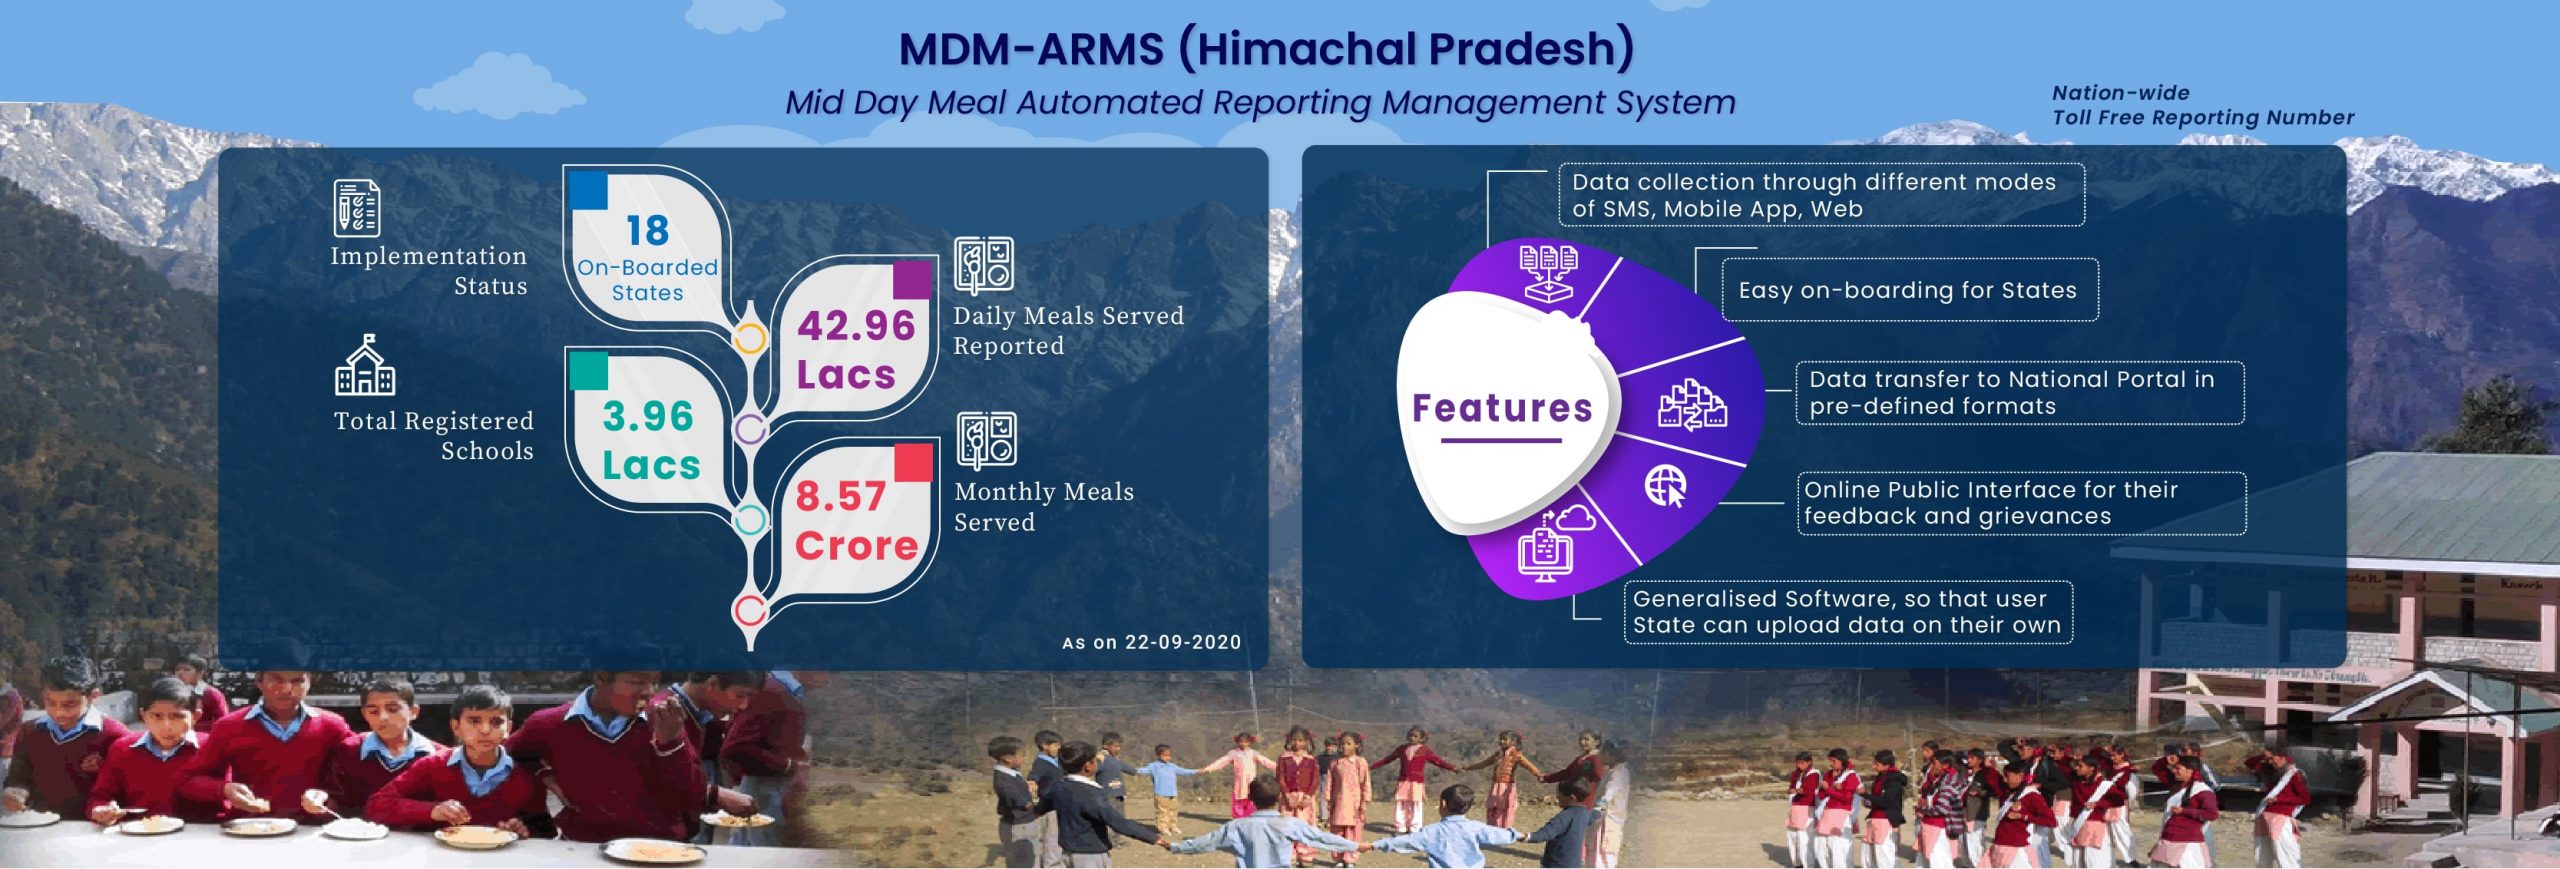 MDM-ARMS (Himachal Pradesh)
Mid Day Meal Automated Reporting Management System
Nation-wide
Toll Free Reporting Number
Implementation
Status
18
On-Boarded
States
42.96
Lacs
Daily Meals Served
Reported
Total Registered
Schools
3.96
Lacs
8.57
Crore
Monthly Meals
Served
As on 22-09-2020
Features
Data collection through different modes
of SMS, Mobile App, Web
Easy on-boarding for States
Data transfer to National Portal in
pre-defined formats
Online Public Interface for their
feedback and grievances
Generalised Software, so that user
State can upload data on their own